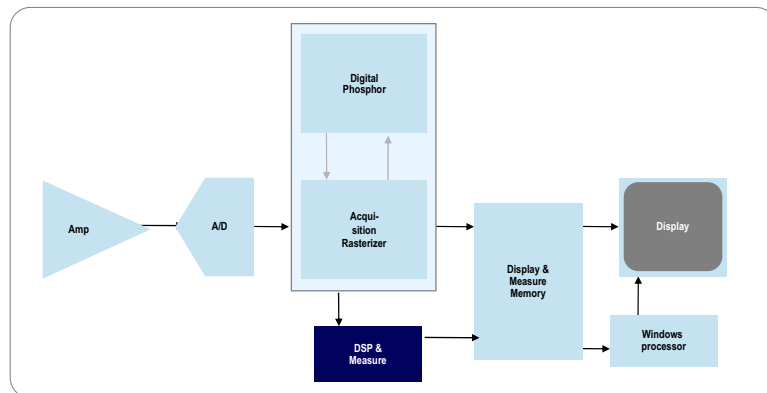 Digital
Phosphor
Amp
A/D
Acqui-
sition
Rasterizer
Display &
Measure
Memory
Display
DSP &
Measure
Windows
processor